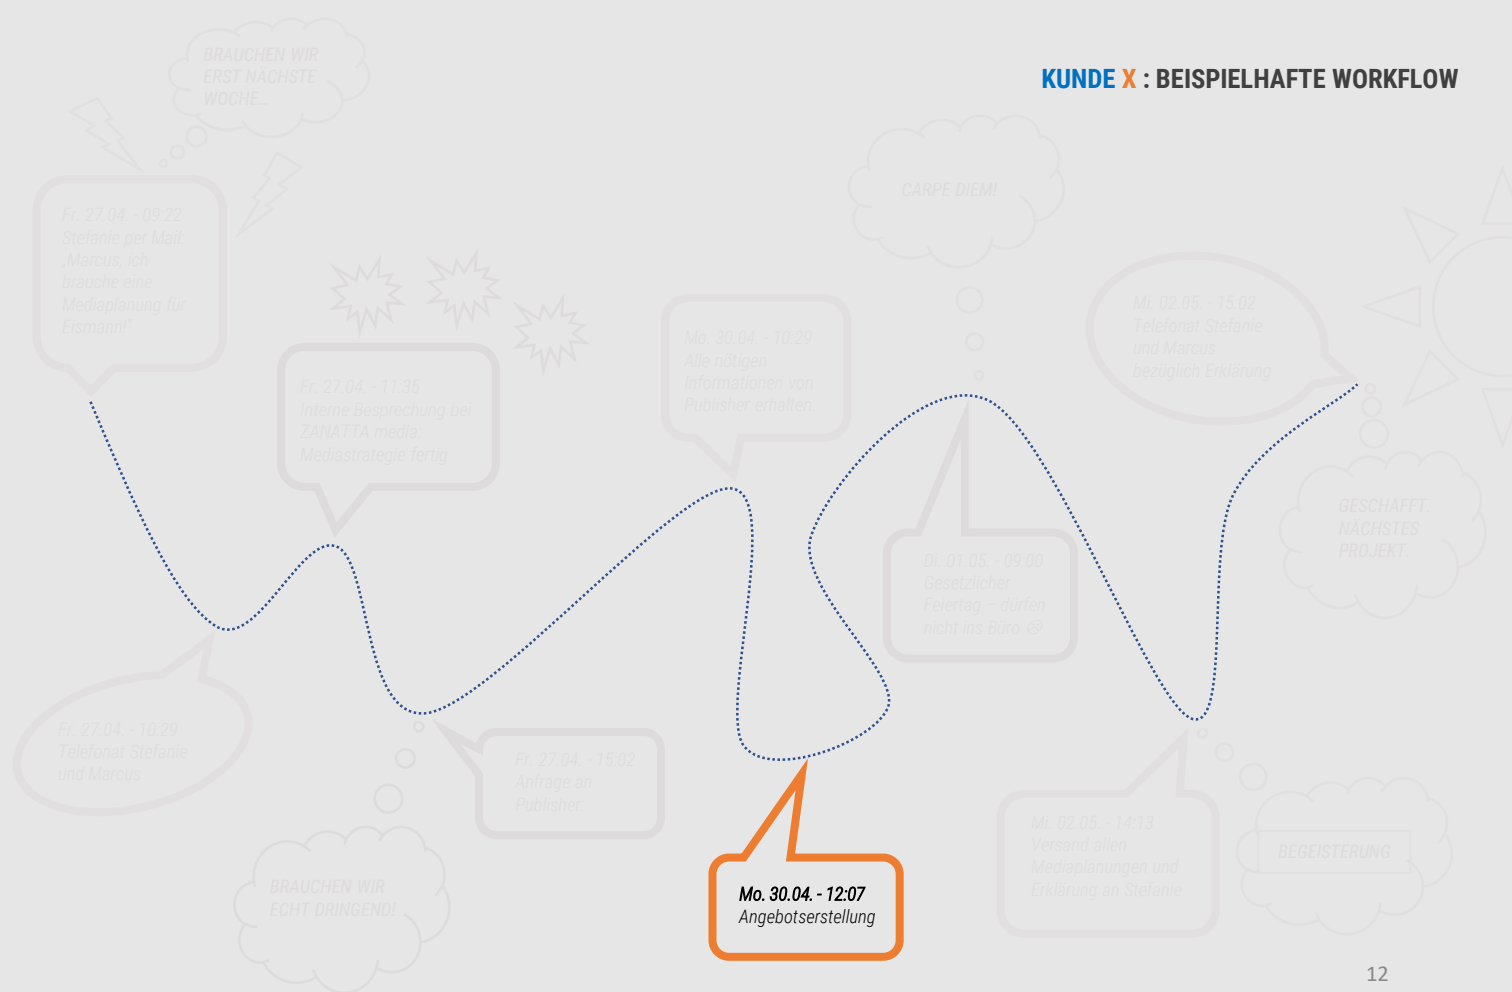 BRAUCHEN WIR
ERST NÄCHSTE
WOCHE..
KUNDE X : BEISPIELHAFTE WORKFLOW
Fr. 27.04. - 09:22
Stefanie per Mail:
„Marcus, ich
brauche eine
Mediaplanung für
Eismann!“
CARPE DIEM!
Fr. 27.04. - 11:35
Interne Besprechung bei
ZANATTA media:
Mediastrategie fertig
Mo. 30.04. - 10:29
Alle nötigen
Informationen von
Publisher erhalten
Mi. 02.05. - 15:02
Telefonat Stefanie
und Marcus
bezüglich Erklärung
GESCHAFFT.
NÄCHSTES
PROJEKT.
Di. 01.05. - 09:00
Gesetzlicher
Feiertag – dürfen
nicht ins Büro
Fr. 27.04. - 10:29
Telefonat Stefanie
und Marcus
Fr. 27.04. - 15:02
Anfrage an
Publisher.
BRAUCHEN WIR
ECHT DRINGEND!
Mo. 30.04. - 12:07
Angebotserstellung
Mi. 02.05. - 14:13
Versand allen
Mediaplanungen und
Erklärung an Stefanie
BEGEISTERUNG
12